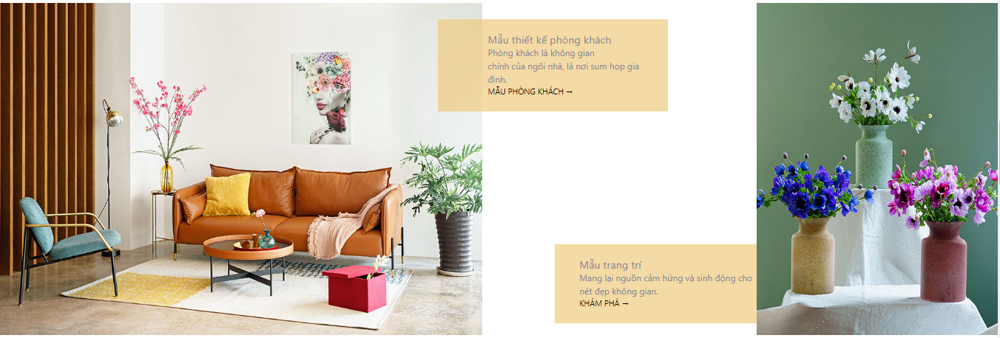 Mẫu thiết kế phòng khách
Phòng khách là không gian
chính của ngôi nhà, là nơi sum họp gia
đình.
MẪU PHÒNG KHÁCH →
Mẫu trang trí
Mang lại nguồn cảm hứng và sinh động cho
nét đẹp không gian.
KHÁM PHÁ →